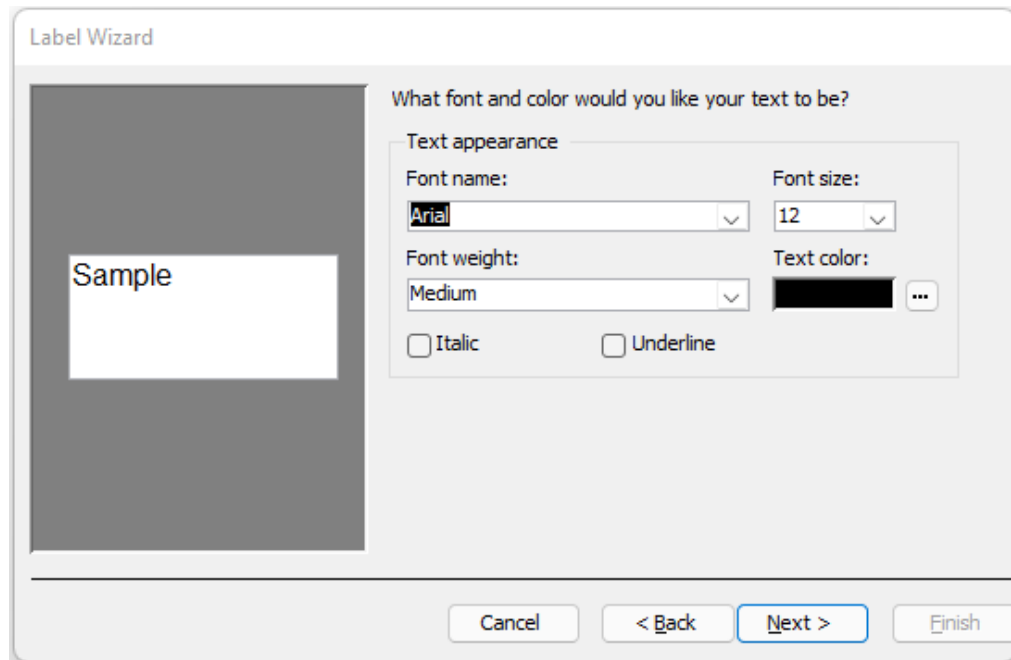 Label Wizard
What font and color would you like your text to be?
Text appearance
Font name:
Font size:
Arial
12
Sample
Font weight:
Text color:
Medium
...
Italic
Underline
Cancel
< Back
Next >
Finish